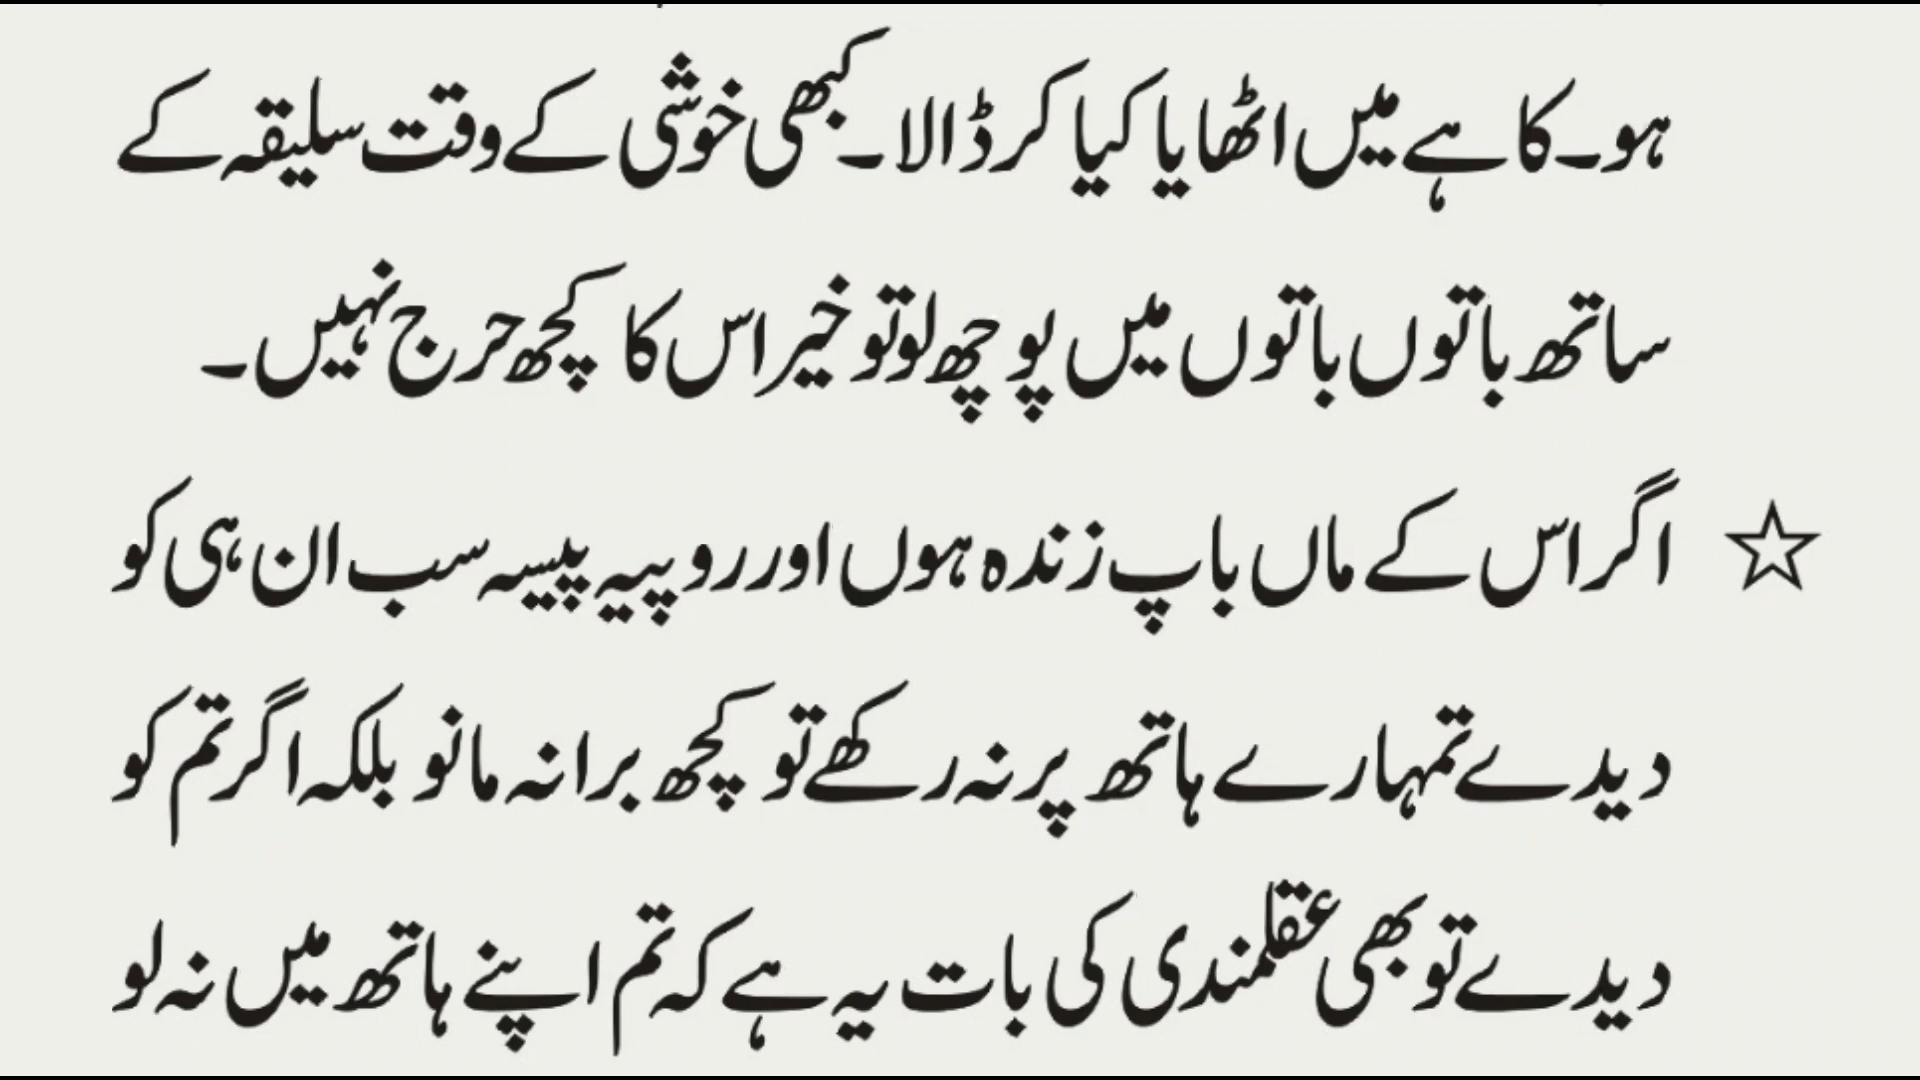 ہو۔ کاہے میں اٹھایا کیا کر ڈالا۔ کبھی خوشی کے وقت سلیقہ کے
ساتھ باتوں باتوں میں پوچھ لو تو خیر اس کا کچھ حرج نہیں۔
☆ اگر اس کے ماں باپ زندہ ہوں اور روپیہ پیسہ سب ان ہی کو
دیدے تمہارے ہاتھ پر نہ رکھے تو کچھ برا نہ مانو بلکہ اگر تم کو
دیدے تو بھی عقلمندی کی بات یہ ہے کہ تم اپنے ہاتھ میں نہ لو